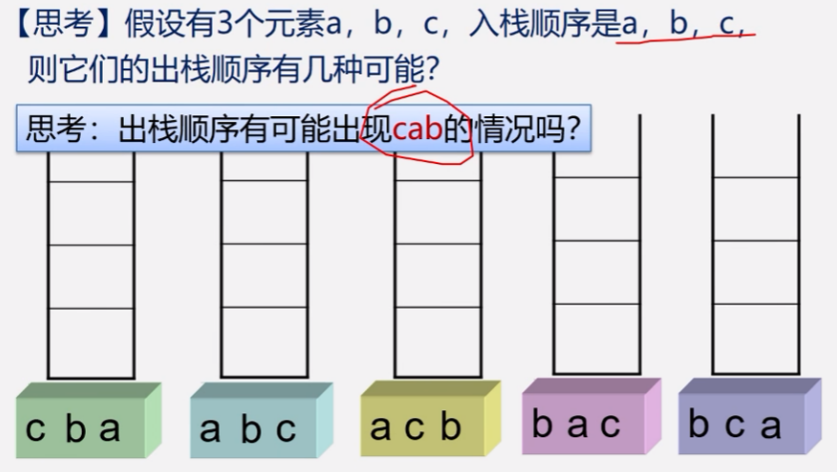 【思考】假设有3个元素a，b，c，入栈顺序是a，b，c，
则它们的出栈顺序有几种可能？
思考：出栈顺序有可能出现cab的情况吗？
c b a
a b c
a c b
b a c
b c a